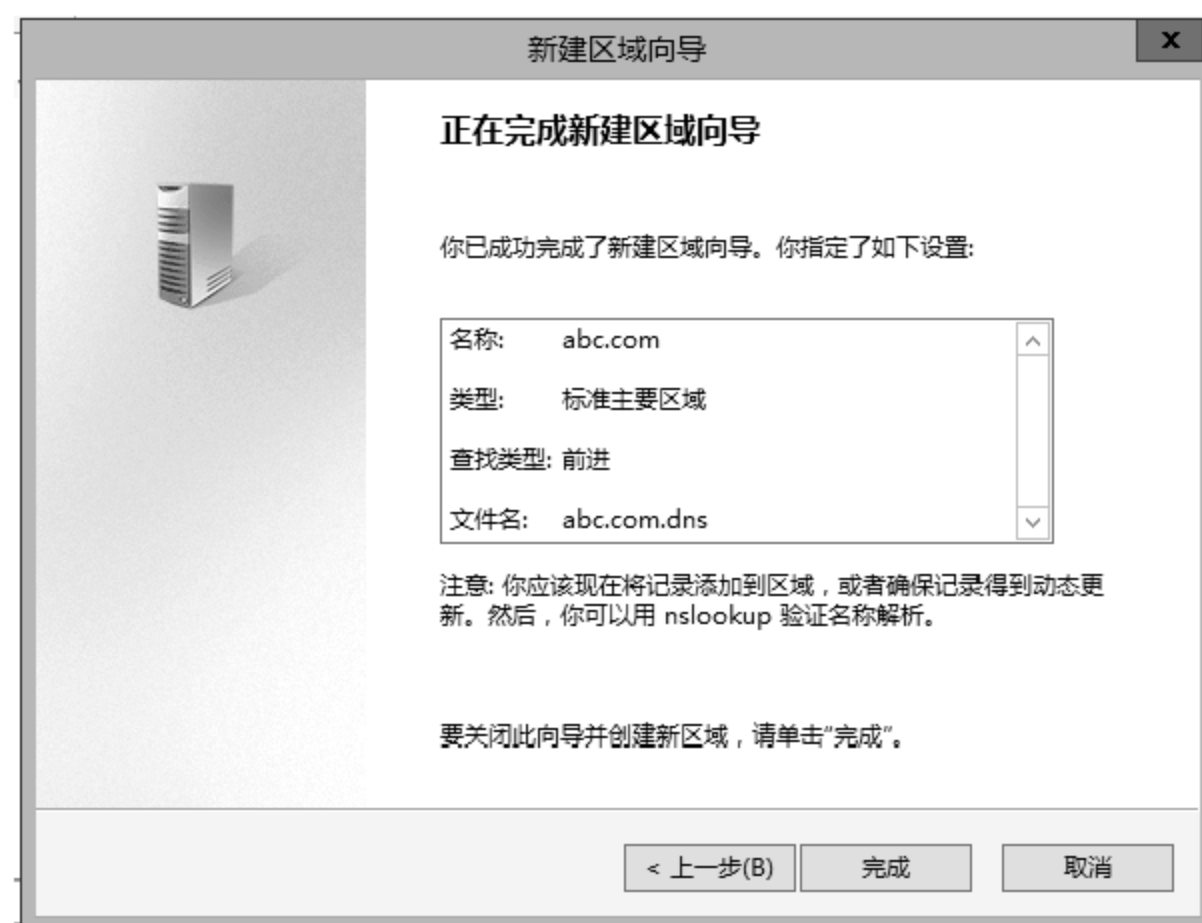 新建区域向导
x
正在完成新建区域向导
你已成功完成了新建区域向导。你指定了如下设置:
名称: abc.com
类型: 标准主要区域
查找类型: 前进
文件名: abc.com.dns
注意: 你应该现在将记录添加到区域，或者确保记录得到动态更
新。然后，你可以用 nslookup 验证名称解析。
要关闭此向导并创建新区域，请单击"完成"。
< 上一步(B) 完成 取消